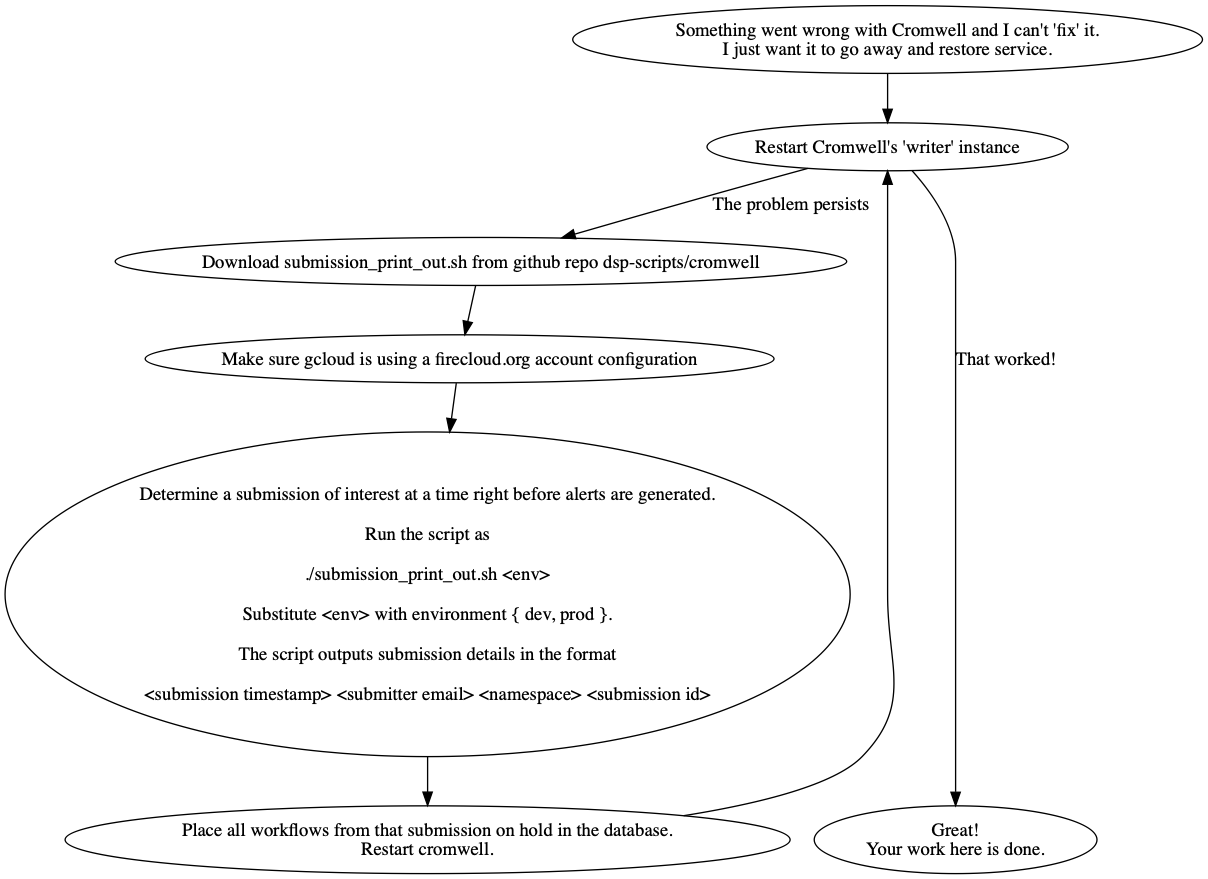 Something went wrong with Cromwell and I can't 'fix' it.
I just want it to go away and restore service.
Restart Cromwell's 'writer' instance
The problem persists
Download submission_print_out.sh from github repo dsp-scripts/cromwell
Make sure gcloud is using a firecloud.org account configuration
That worked!
Determine a submission of interest at a time right before alerts are generated.
Run the script as
./submission_print_out.sh <env>
Substitute <env> with environment { dev, prod }.
The script outputs submission details in the format
<submission timestamp> <submitter email> <namespace> <submission id>
Place all workflows from that submission on hold in the database.
Restart cromwell.
Great!
Your work here is done.